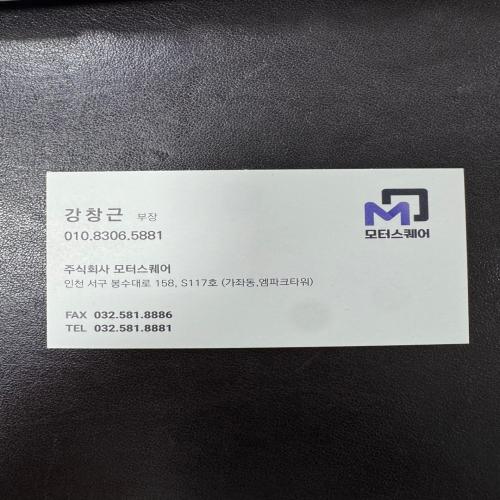 강창근 부장
010.8306.5881
주식회사 모터스퀘어
인천 서구 봉수대로 158, S117호 (가좌동,엠파크타워)
FAX 032.581.8886
TEL 032.581.8881
M
모터스퀘어